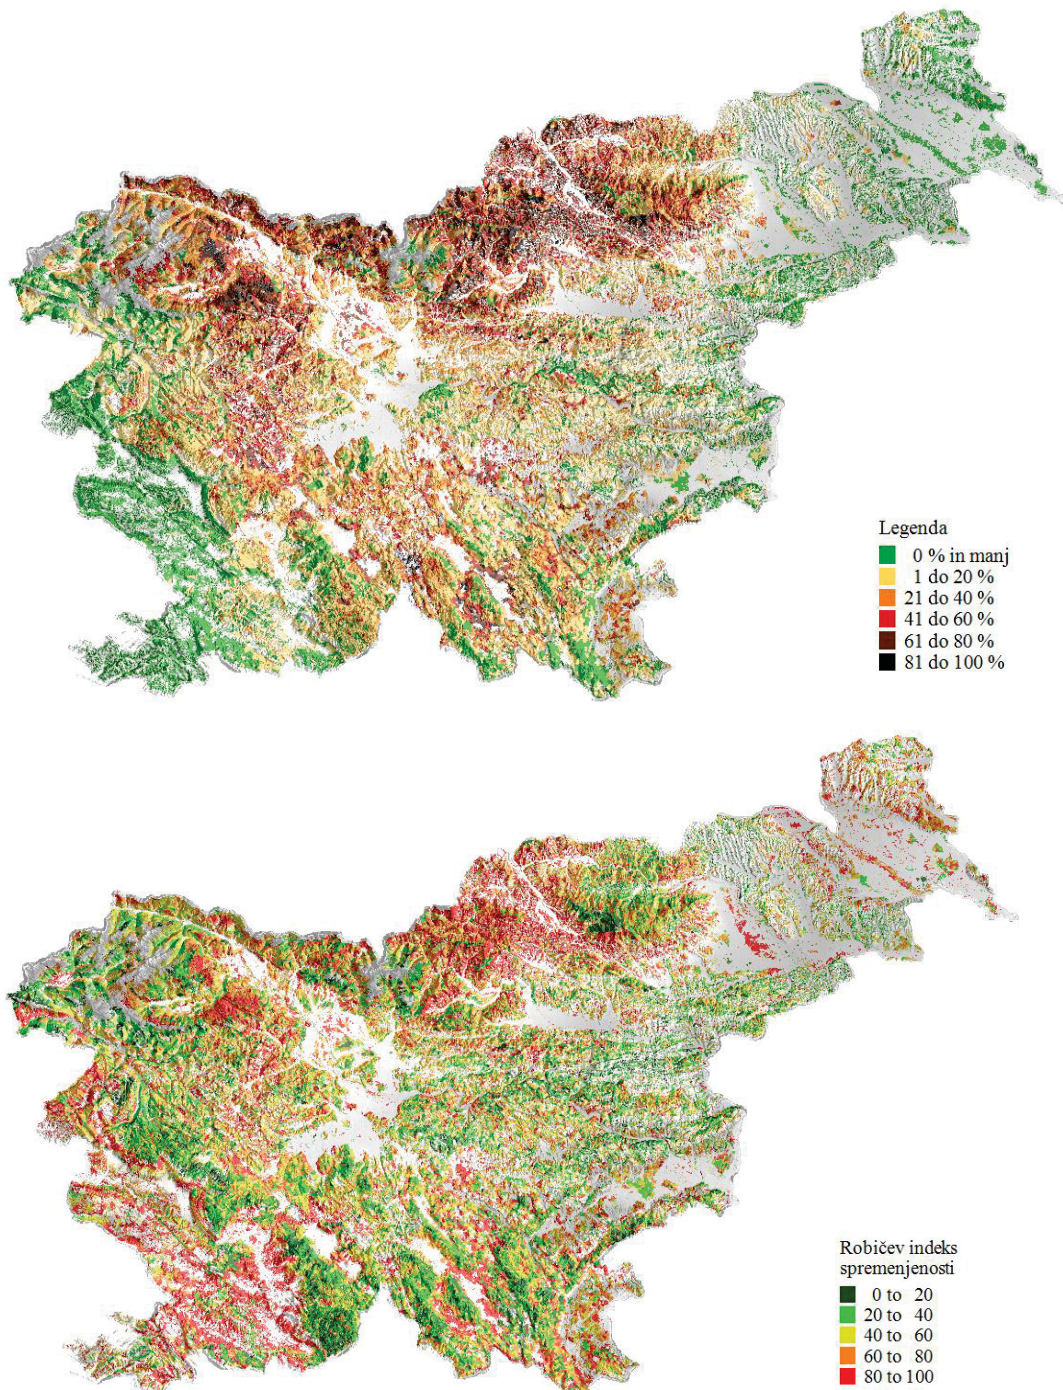 Legenda
0 % in manj
1 do 20 %
21 do 40 %
41 do 60 %
61 do 80 %
81 do 100 %
Robičev indeks
spremenjenosti
0 to 20
20 to 40
40 to 60
60 to 80
80 to 100